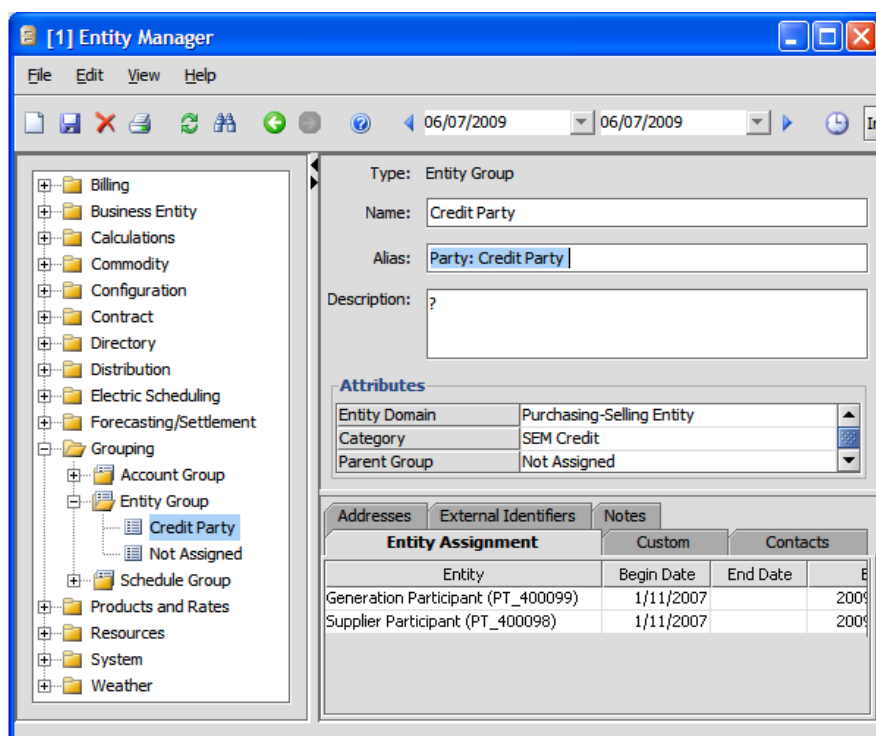 [1] Entity Manager
File Edit View Help
06/07/2009 06/07/2009
Billing
Business Entity
Calculations
Commodity
Configuration
Contract
Directory
Distribution
Electric Scheduling
Forecasting/Settlement
Grouping
Account Group
Entity Group
Credit Party
Not Assigned
Schedule Group
Products and Rates
Resources
System
Weather
Type: Entity Group
Name: Credit Party
Alias: Party: Credit Party
Description: ?
Attributes
Entity Domain Purchasing-Selling Entity
Category SEM Credit
Parent Group Not Assigned
Addresses External Identifiers Notes
Entity Assignment Custom Contacts
Entity Begin Date End Date
Generation Participant (PT_400099) 1/11/2007 2009
Supplier Participant (PT_400098) 1/11/2007 2009